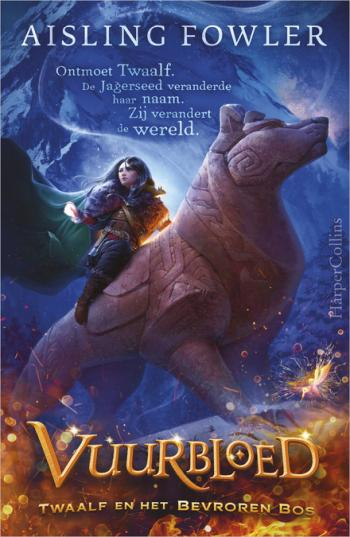 AISLING FOWLER
Ontmoet Twaalf.
De Jagerseed veranderde
haar naam.
Zij verandert
de wereld.
HarperCollins
VUURBLOED
TWAALF EN HET BEVROREN BOS